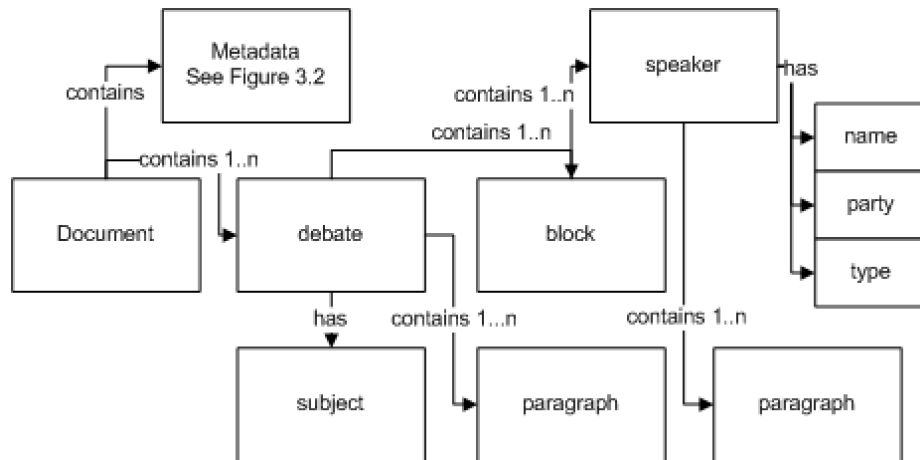 Metadata
See Figure 3.2
speaker
has
contains
contains 1..n
contains 1..n
contains 1..n
name
Document
debate
block
party
type
has
contains 1...n
contains 1..n
subject
paragraph
paragraph